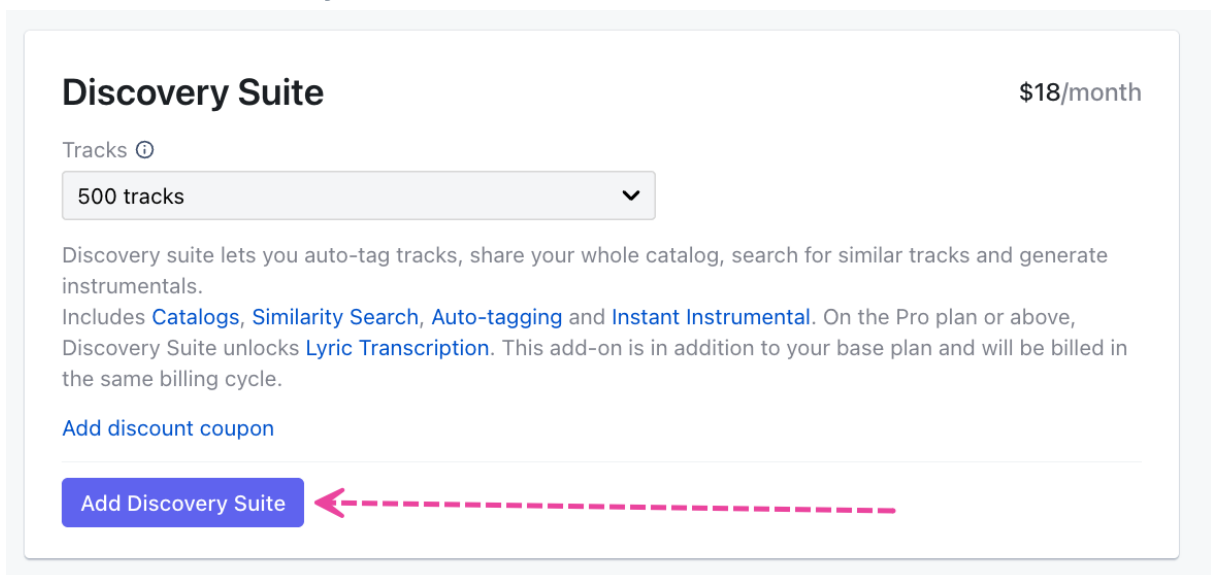 Discovery Suite
$18/month
Tracks
500 tracks
Discovery suite lets you auto-tag tracks, share your whole catalog, search for similar tracks and generate
instrumentals.
Includes Catalogs, Similarity Search, Auto-tagging and Instant Instrumental. On the Pro plan or above,
Discovery Suite unlocks Lyric Transcription. This add-on is in addition to your base plan and will be billed in
the same billing cycle.
Add discount coupon
Add Discovery Suite